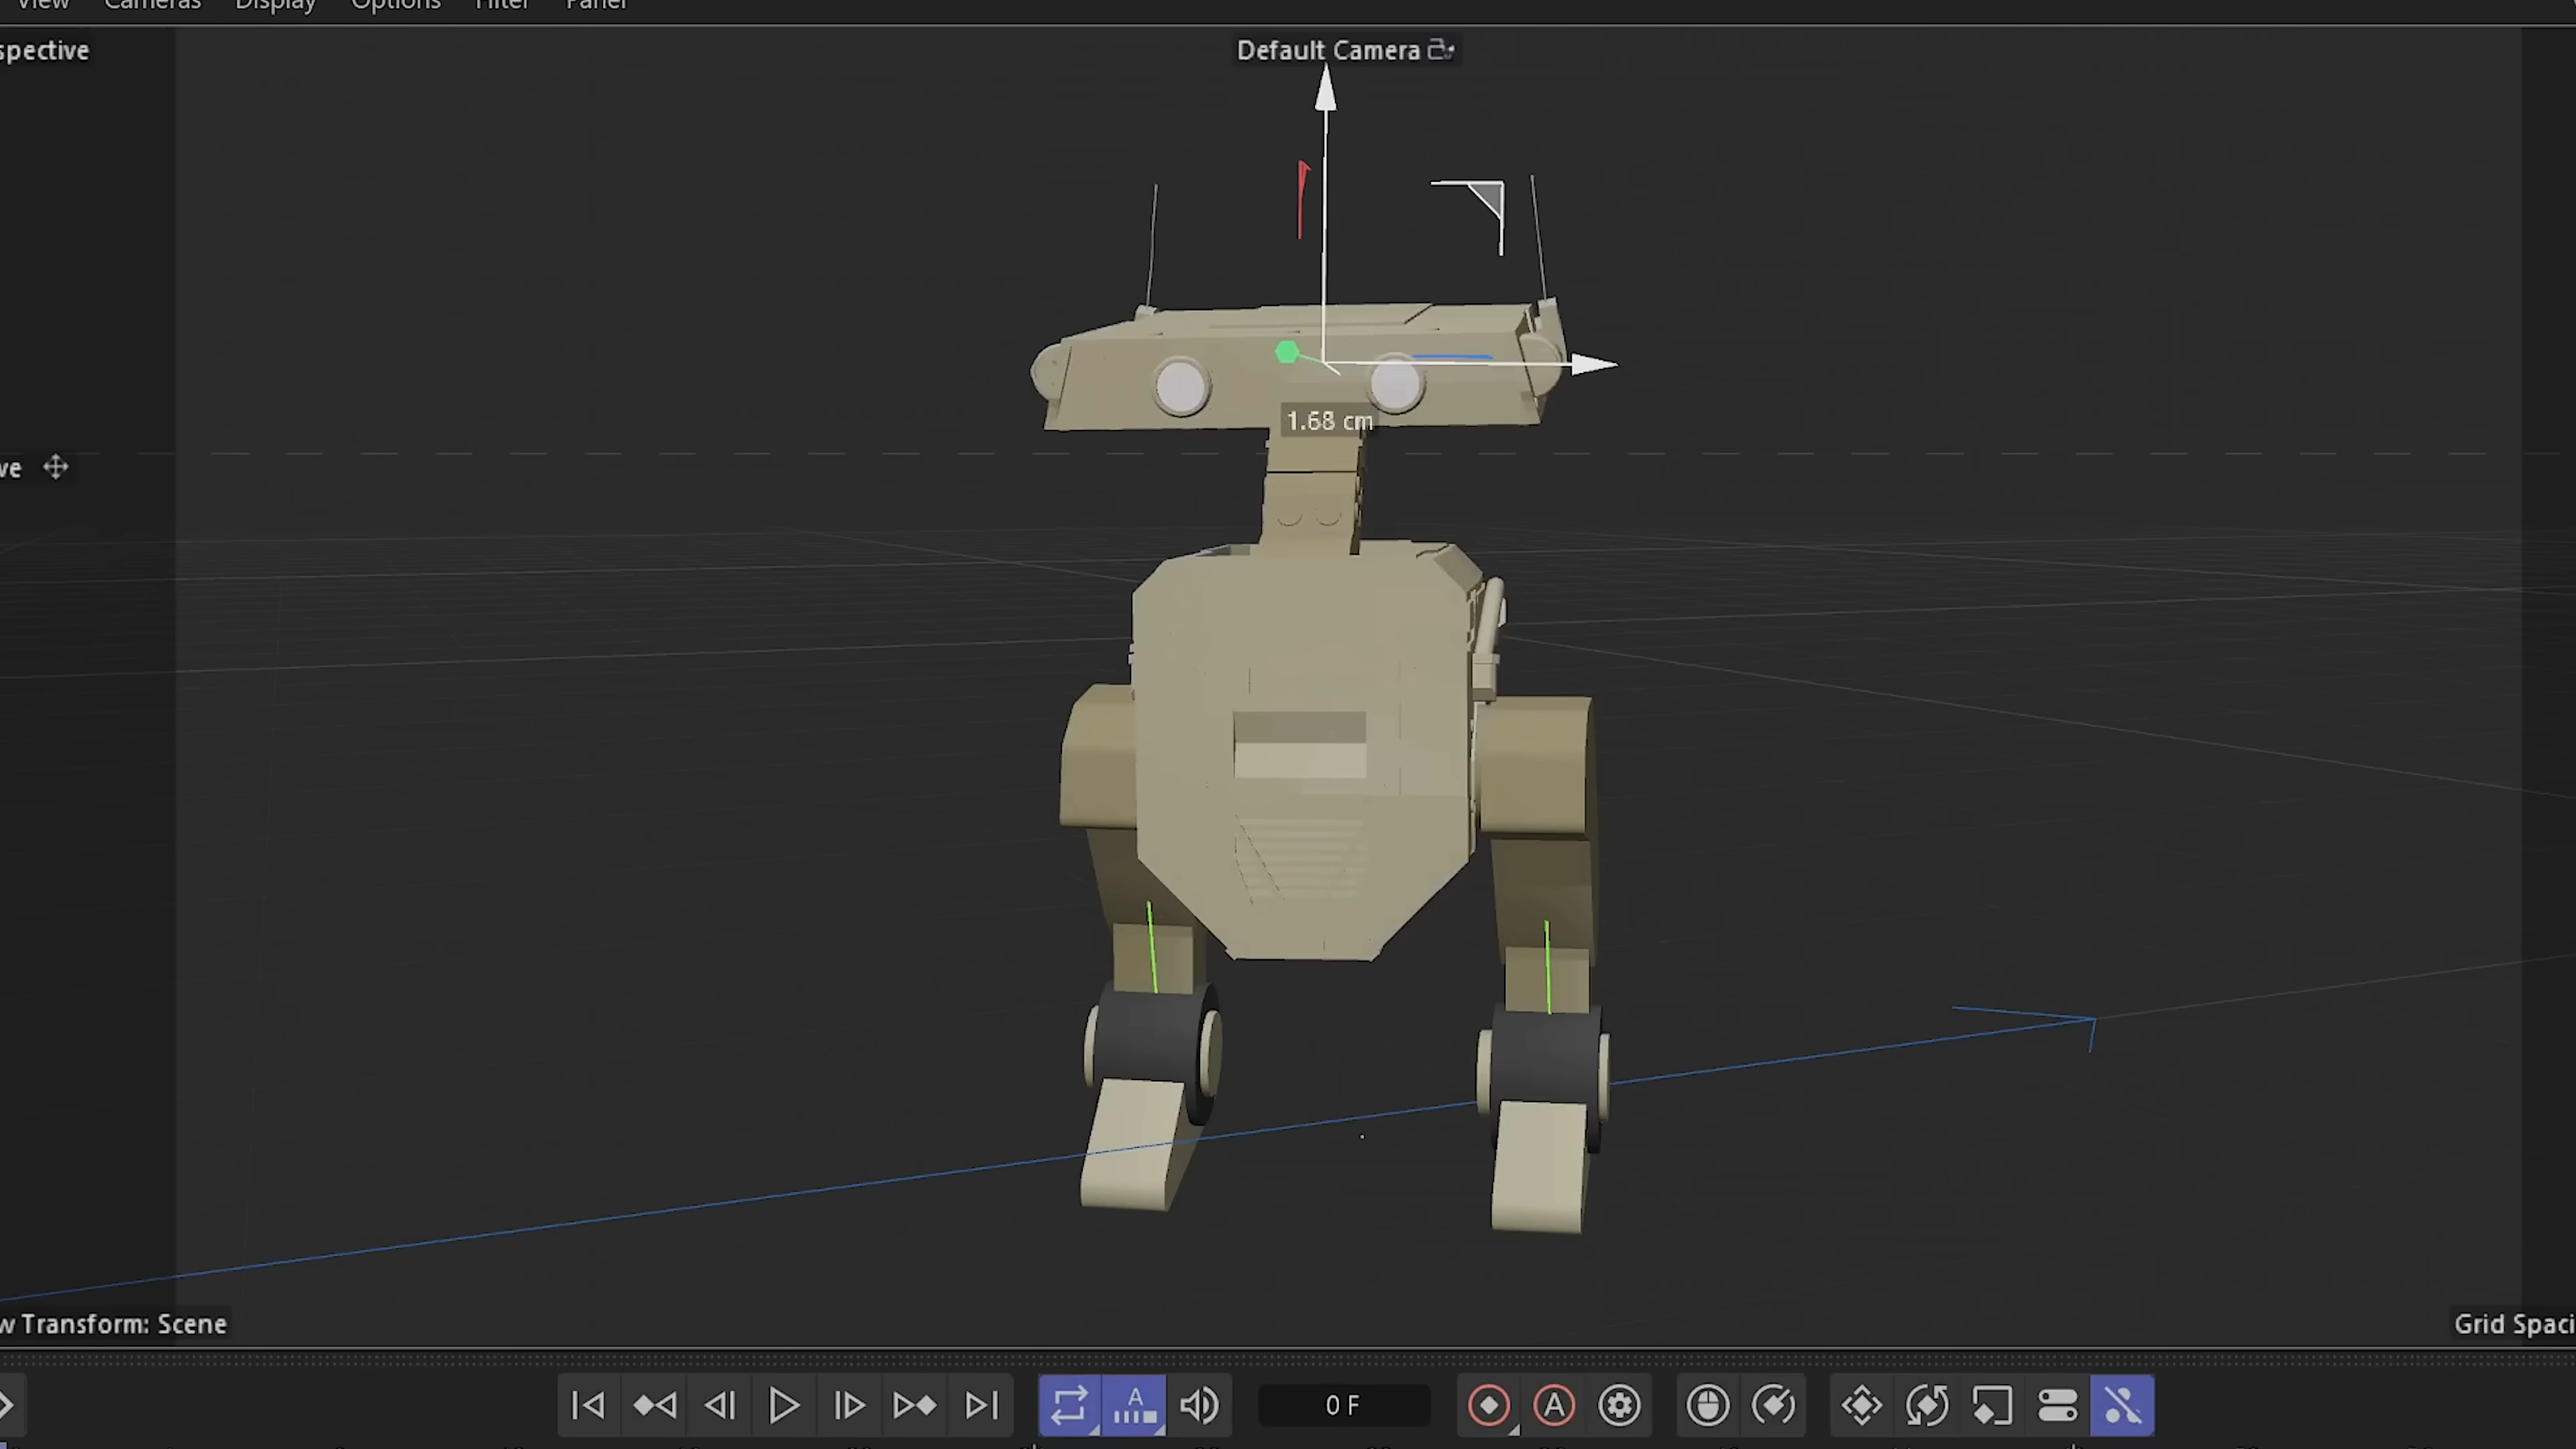 View Cameras Display Options Filter Panel
spective
Default Camera
1.68 cm
ve
w Transform: Scene
Grid Spaci
A
0 F
A